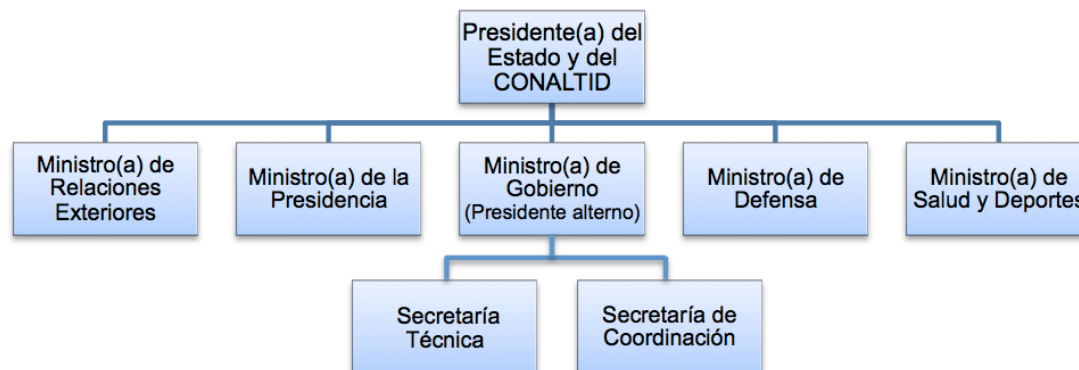 Presidente(a) del
Estado y del
CONALTID
Ministro(a) de
Relaciones
Exteriores
Ministro(a) de la
Presidencia
Ministro(a) de
Gobierno
(Presidente alterno)
Ministro(a) de
Defensa
Ministro(a) de
Salud y Deportes
Secretaría
Técnica
Secretaría de
Coordinación